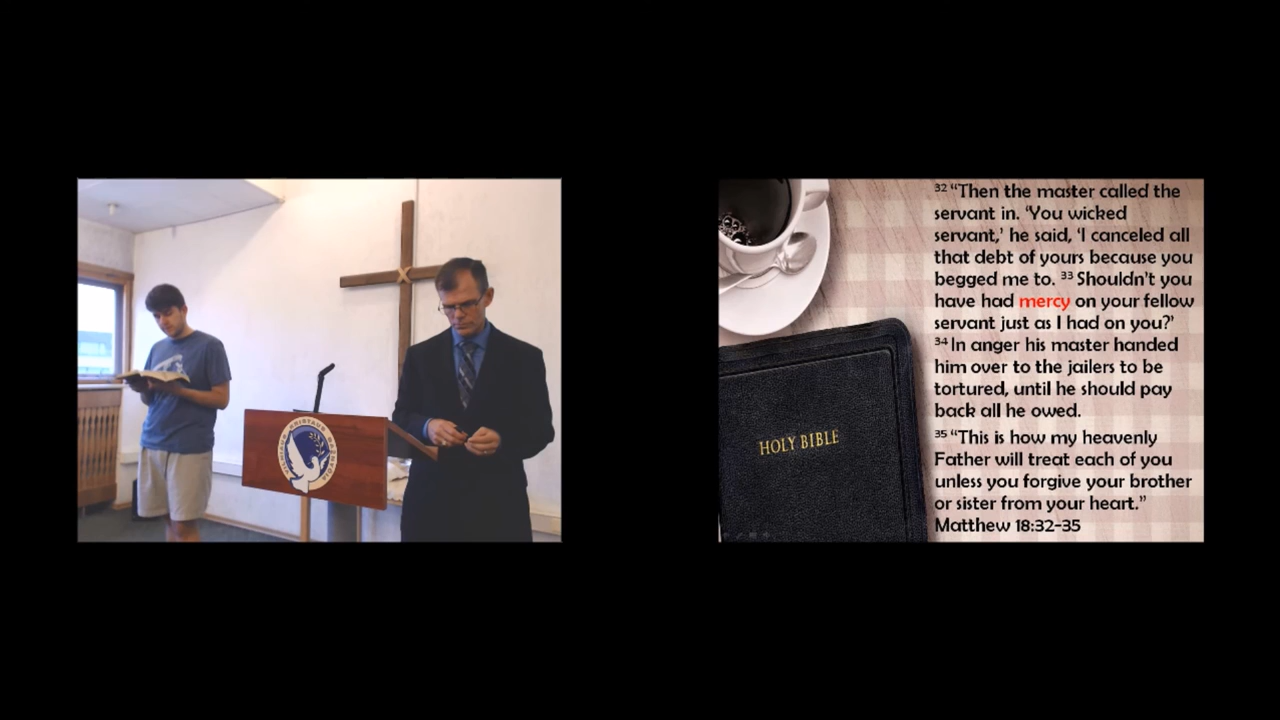 VILNIAUS KRISTAUS BAŽNYČIA
32 “Then the master called the
servant in. ‘You wicked
servant,’ he said, ‘I canceled all
that debt of yours because you
begged me to. 33 Shouldn’t you
have had mercy on your fellow
servant just as I had on you?’
34 In anger his master handed
him over to the jailers to be
tortured, until he should pay
back all he owed.
35 “This is how my heavenly
Father will treat each of you
unless you forgive your brother
or sister from your heart.”
Matthew 18:32-35
HOLY BIBLE